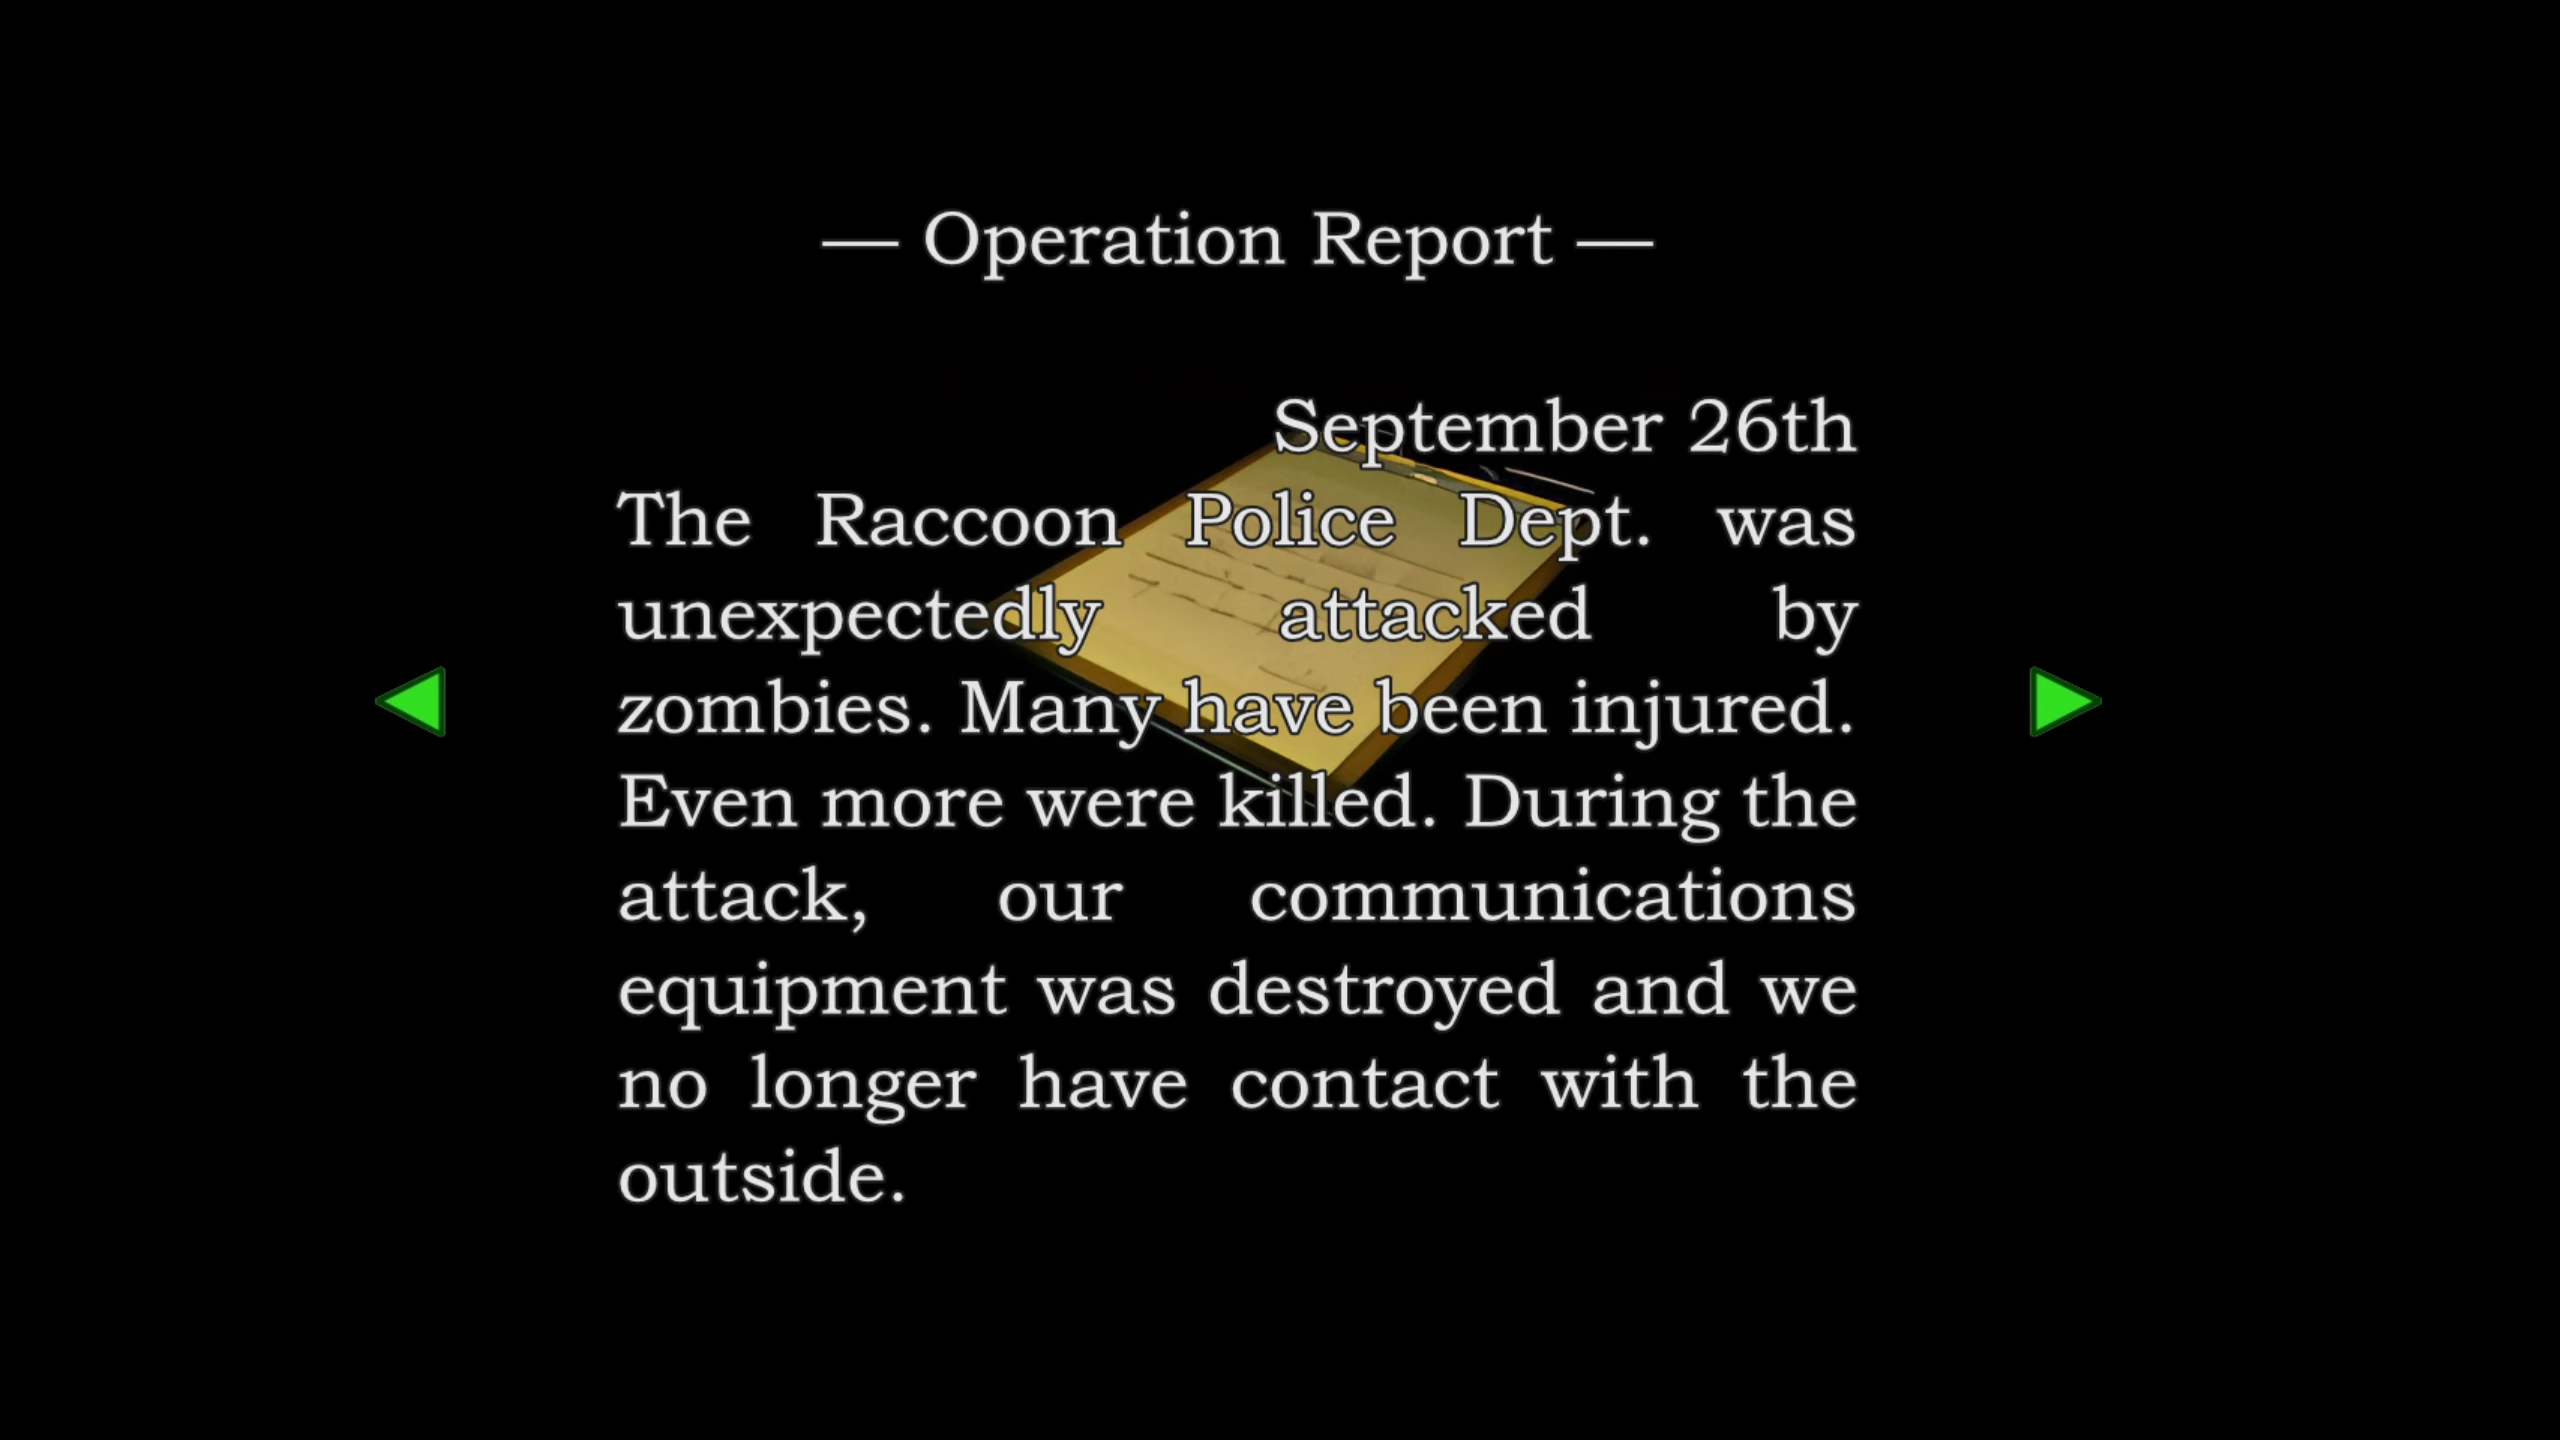 — Operation Report —
September 26th
The Raccoon Police Dept. was
unexpectedly attacked by
zombies. Many have been injured.
Even more were killed. During the
attack, our communications
equipment was destroyed and we
no longer have contact with the
outside.